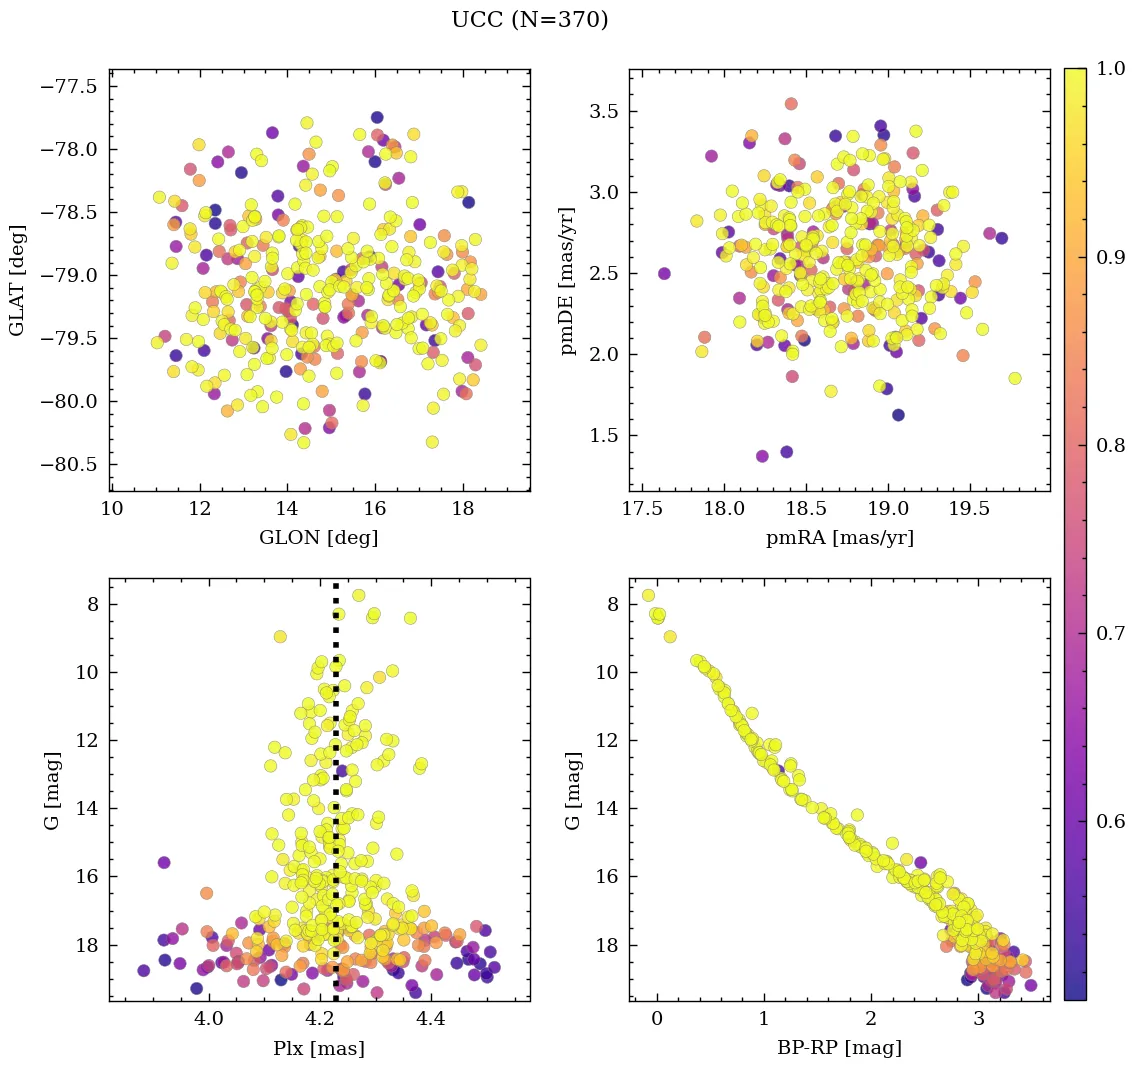 UCC (N=370)
−77.5
−78.0
−78.5
−79.0
−79.5
−80.0
−80.5
GLAT [deg]
10 12 14 16 18
GLON [deg]
3.5
3.0
2.5
2.0
1.5
pmDE [mas/yr]
17.5 18.0 18.5 19.0 19.5
pmRA [mas/yr]
1.0
0.9
0.8
0.7
0.6
8
10
12
14
16
18
G [mag]
4.0 4.2 4.4
Plx [mas]
8
10
12
14
16
18
G [mag]
0 1 2 3
BP-RP [mag]